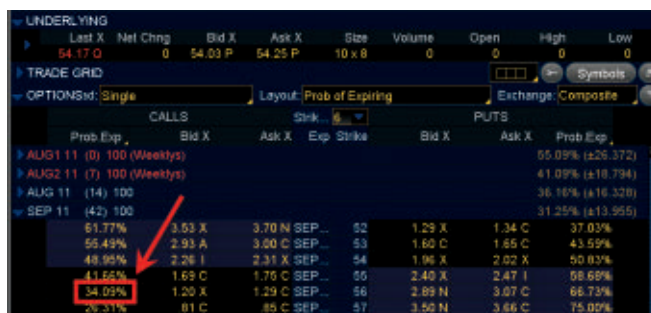 UNDERLYING
Last X Net Chng Bid X Ask X Size Volume Open High Low
54.17 Q 0 54.03 P 54.25 P 10 x 8 0 0 0 0
TRADE GRID Symbols
OPTIONS Single Layout: Prob of Expiring Exchange: Composite
CALLS Strik... 6... PUTS
Prob.Exp Bid X Ask X Exp Strike Bid X Ask X Prob.Exp
AUG1 11 (0) 100 (Weeklys) 55.09% (±26.372)
AUG2 11 (7) 100 (Weeklys) 41.09% (±18.794)
AUG 11 (14) 100 36.16% (±16.328)
SEP 11 (42) 100 31.25% (±13.955)
61.77% 3.53 X 3.70 N SEP... 52 1.29 X 1.34 C 37.03%
55.49% 2.93 A 3.00 C SEP... 53 1.60 C 1.65 C 43.59%
48.95% 2.26 I 2.31 X SEP... 54 1.96 X 2.02 X 50.83%
41.66% 1.69 C 1.75 C SEP... 55 2.40 X 2.47 I 58.68%
34.09% 1.20 X 1.29 C SEP... 56 2.89 N 3.07 C 66.73%
26.31% .81 C .85 C SEP... 57 3.50 N 3.66 C 75.00%